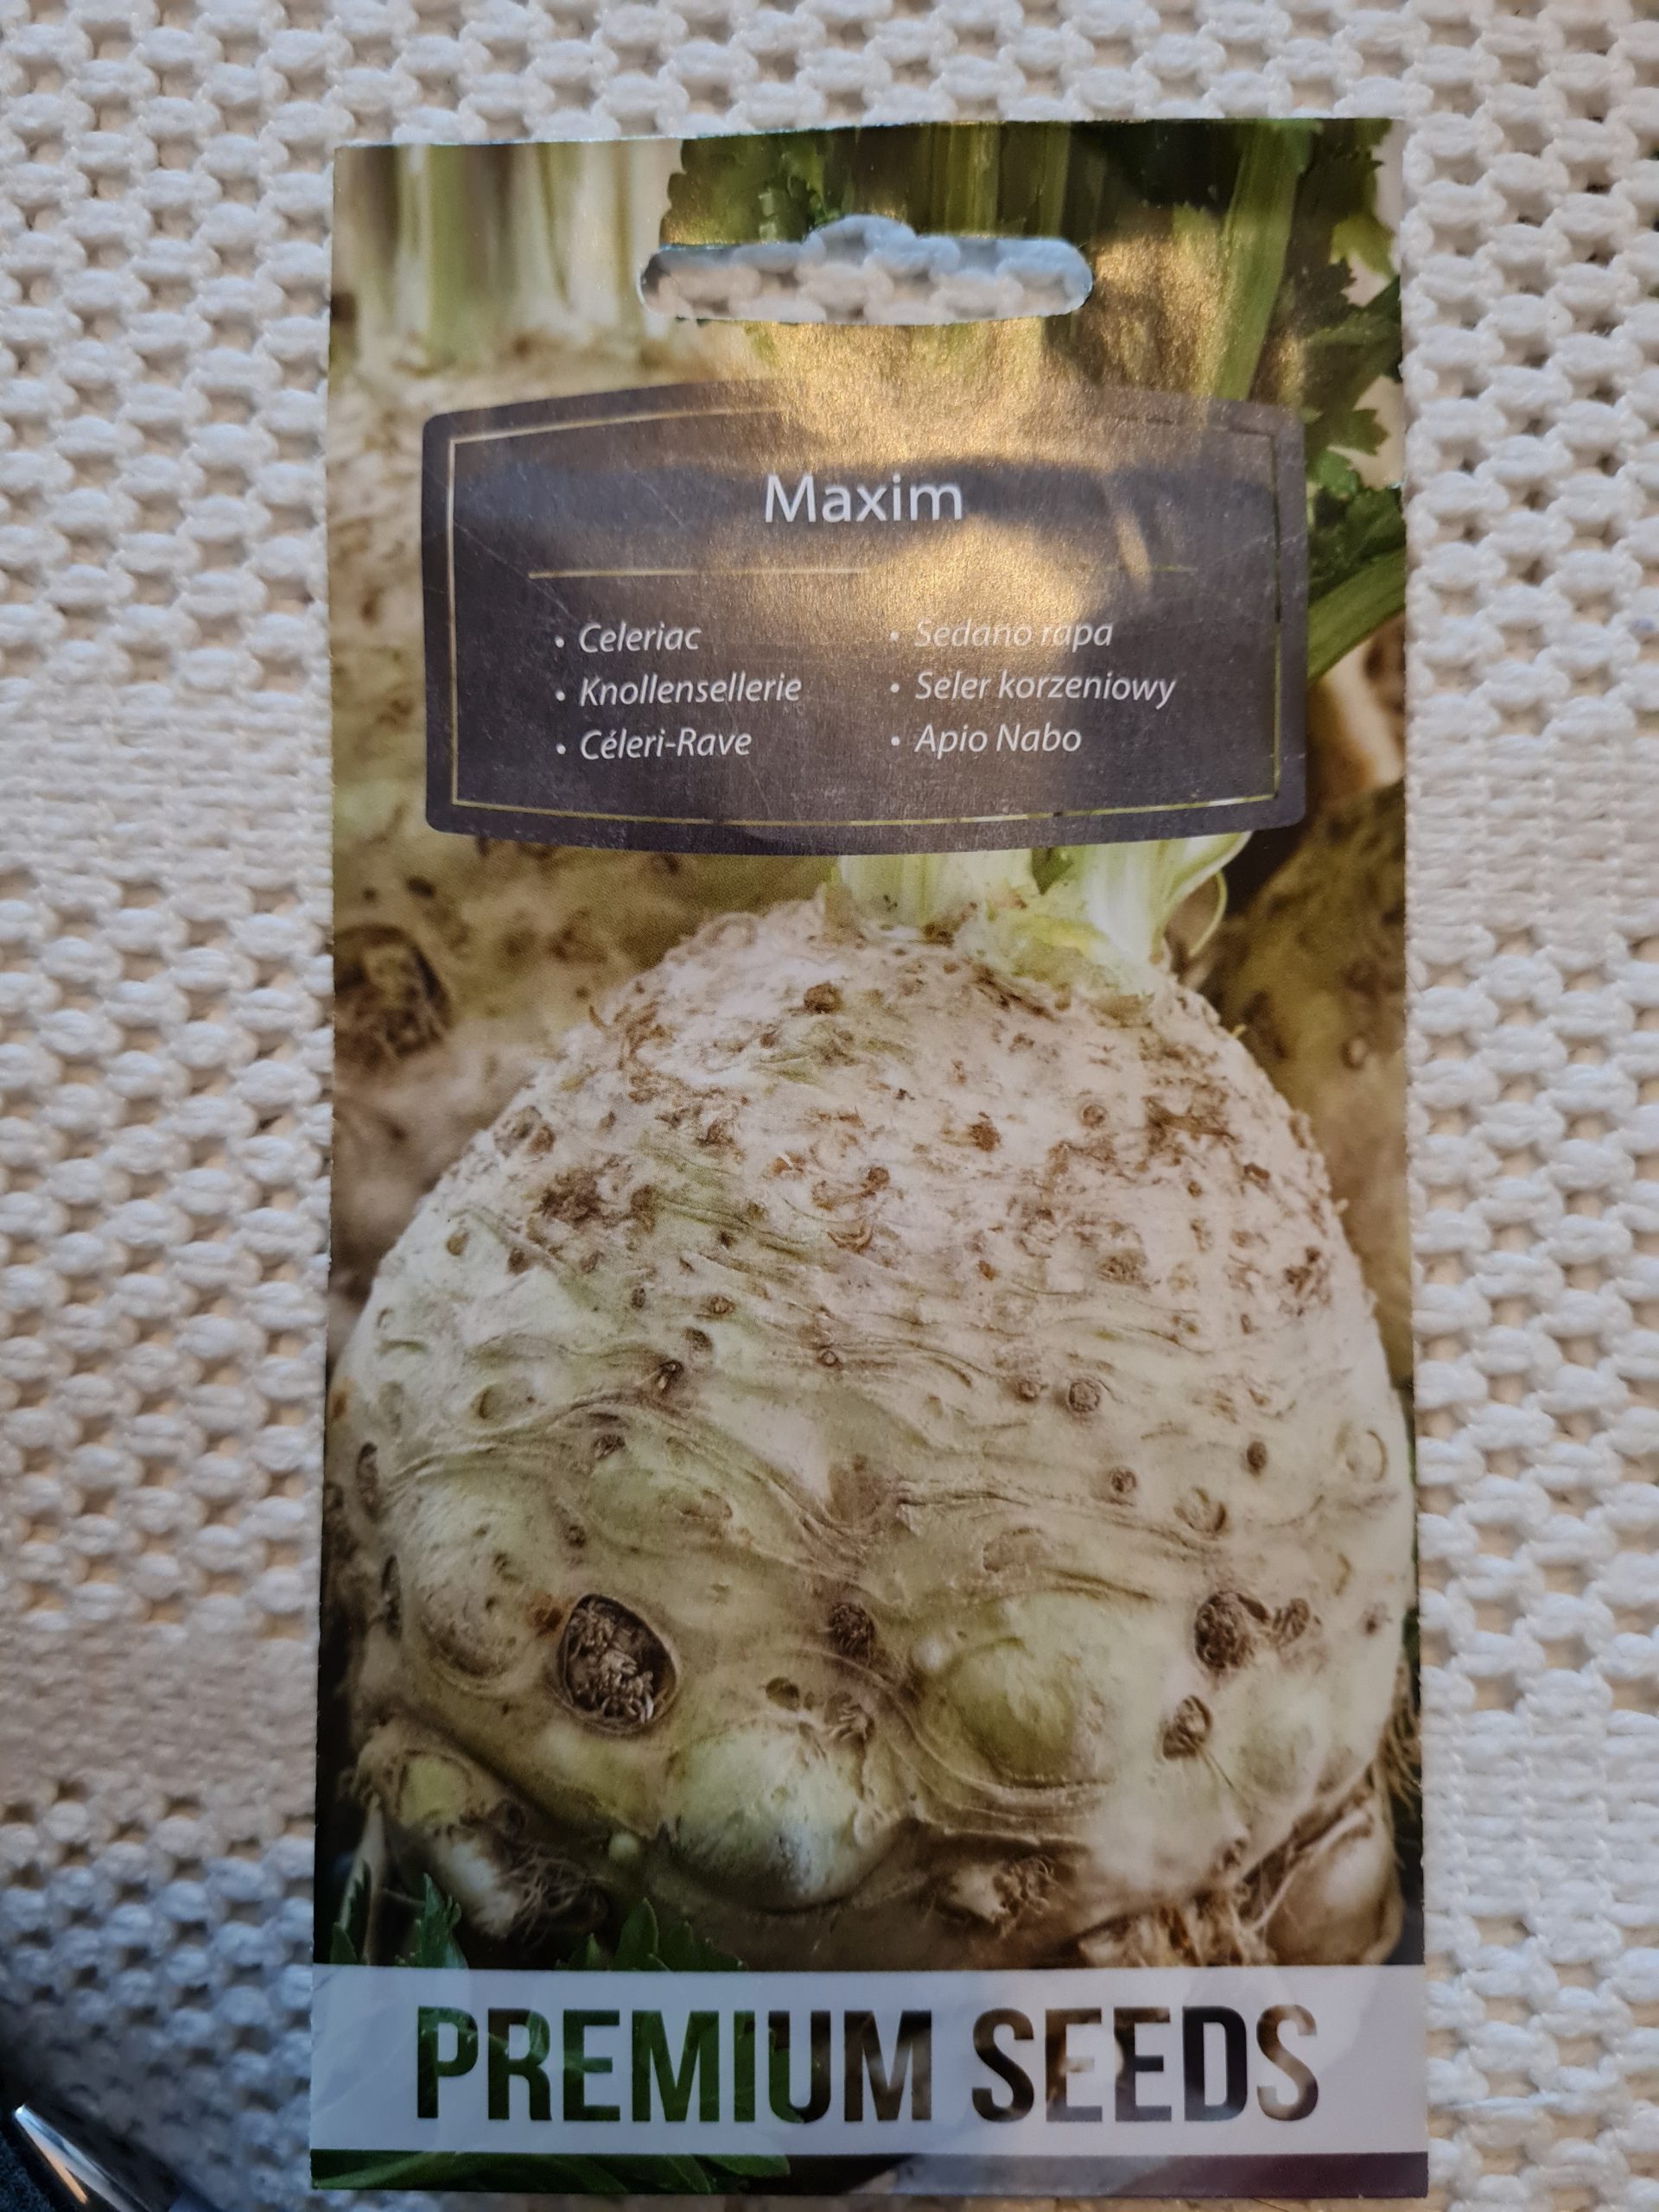 Maxim
• Celeriac
• Knollensellerie
• Céleri-Rave
• Sedano rapa
• Seler korzeniowy
• Apio Nabo
PREMIUM SEEDS